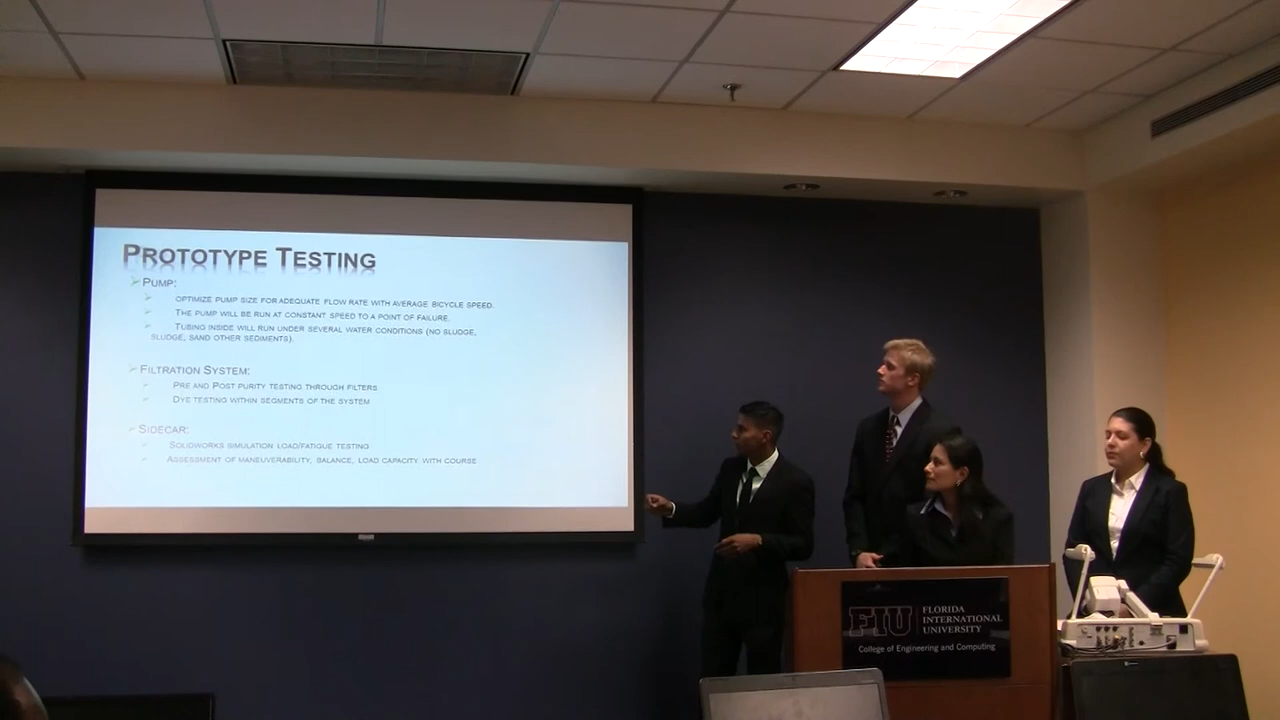 PROTOTYPE TESTING
PUMP:
OPTIMIZE PUMP SIZE FOR ADEQUATE FLOW RATE WITH AVERAGE BICYCLE SPEED.
THE PUMP WILL BE RUN AT CONSTANT SPEED TO A POINT OF FAILURE.
TUBING INSIDE WILL RUN UNDER SEVERAL WATER CONDITIONS (NO SLUDGE,
SLUDGE, SAND OTHER SEDIMENTS).
FILTRATION SYSTEM:
PRE AND POST PURITY TESTING THROUGH FILTERS
DYE TESTING WITHIN SEGMENTS OF THE SYSTEM
SIDECAR:
SOLIDWORKS SIMULATION LOAD/FATIGUE TESTING
ASSESSMENT OF MANEUVERABILITY, BALANCE, LOAD CAPACITY WITH COURSE
FIU
FLORIDA
INTERNATIONAL
UNIVERSITY
College of Engineering and Computing